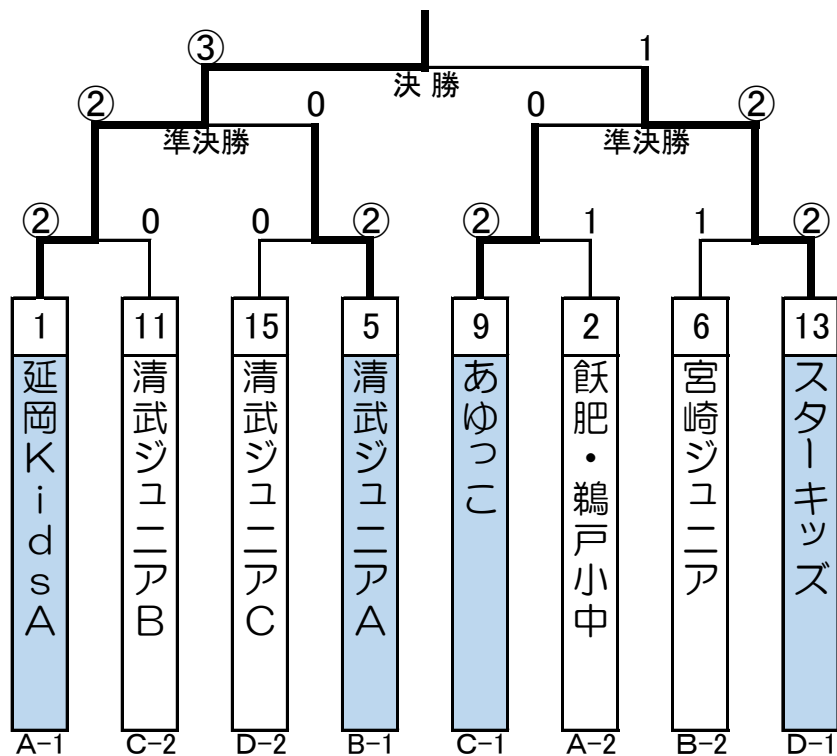 ③ 1
決勝
② 0 0 ②
準決勝 準決勝
② 0 0 ② ② 1 1 ②
1 11 15 5 9 2 6 13
延岡KidsA
清武ジュニアB
清武ジュニアC
清武ジュニアA
あゆっこ
飫肥・鵜戸小中
宮崎ジュニア
スターキッズ
A-1 C-2 D-2 B-1 C-1 A-2 B-2 D-1